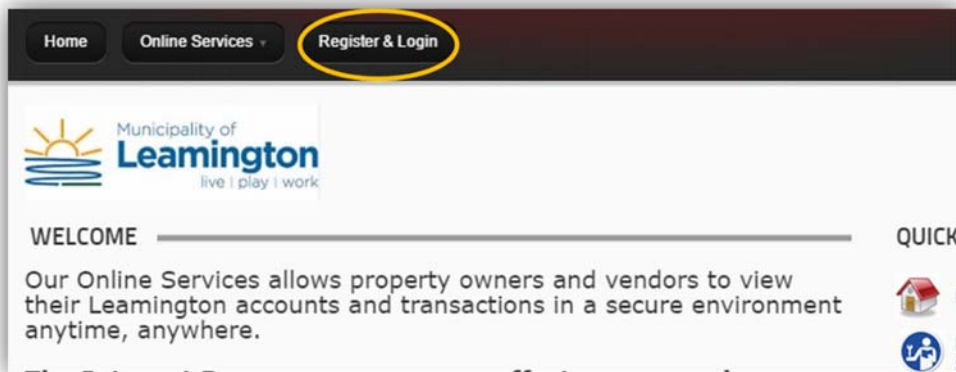 Home Online Services Register & Login
Municipality of
Leamington
live | play | work
WELCOME
QUICK
Our Online Services allows property owners and vendors to view
their Leamington accounts and transactions in a secure environment
anytime, anywhere.